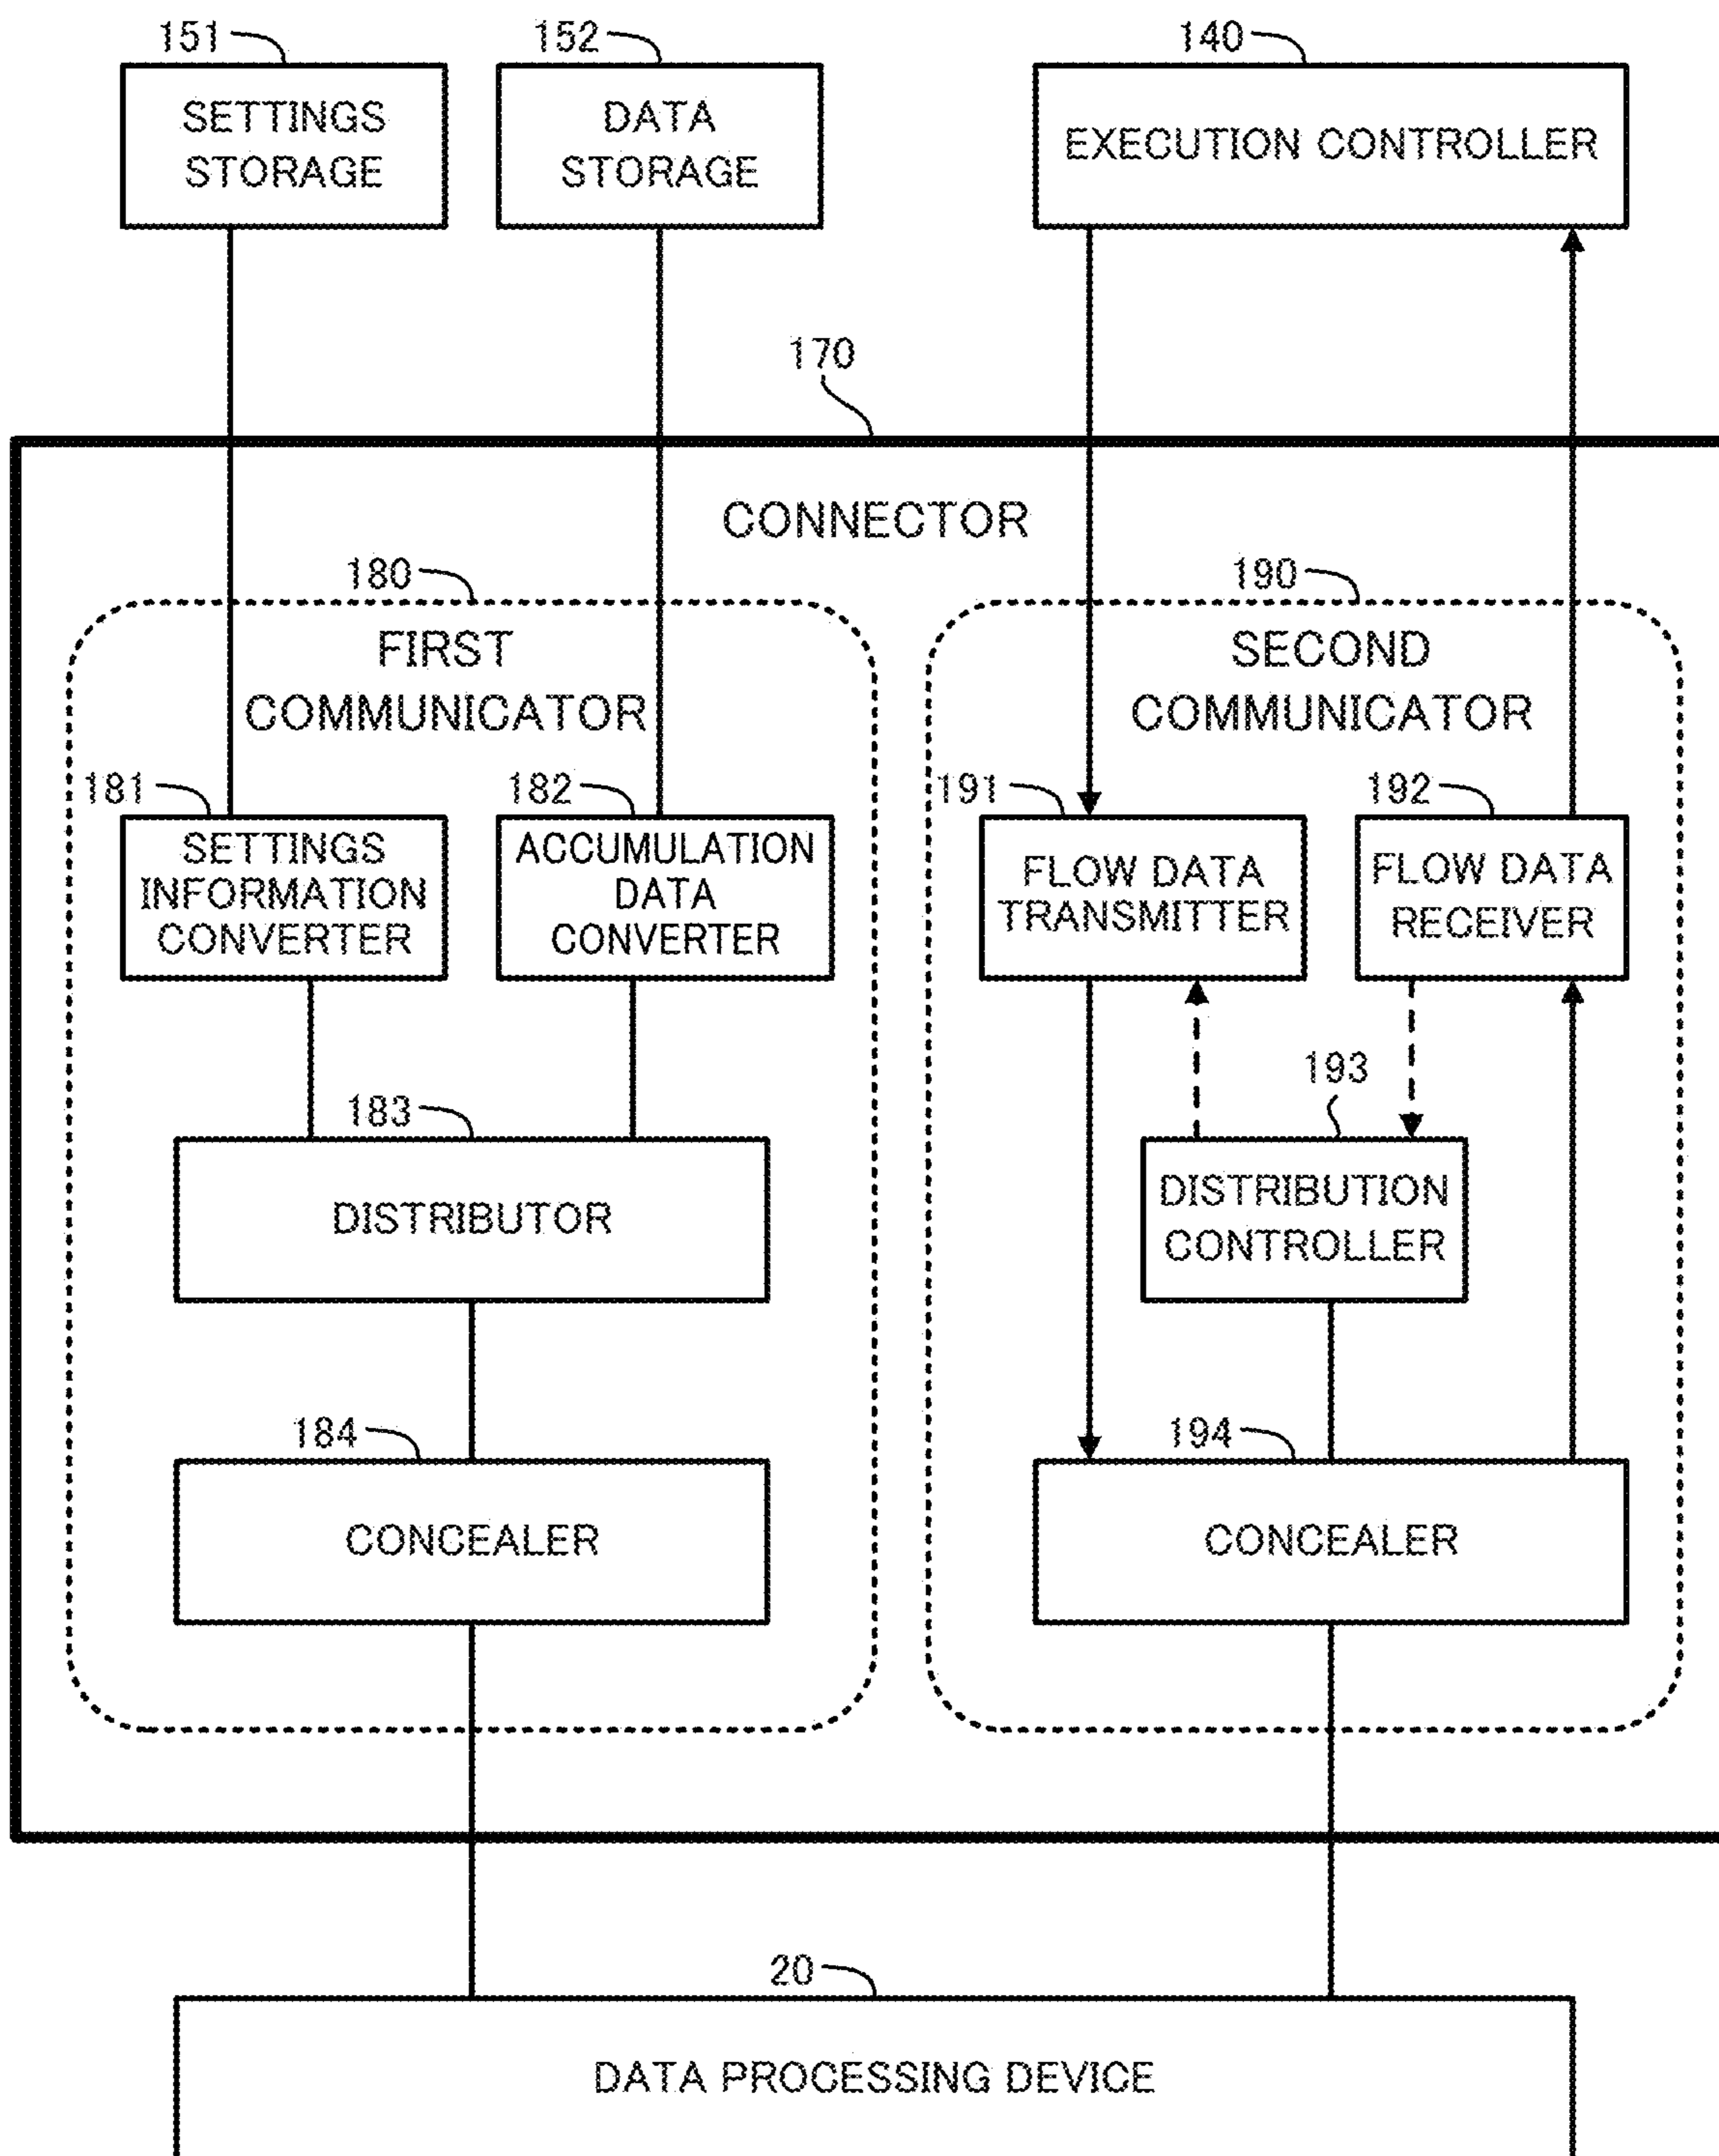 151
152
140
SETTINGS
STORAGE
DATA
STORAGE
EXECUTION CONTROLLER
170
CONNECTOR
180
190
FIRST
COMMUNICATOR
SECOND
COMMUNICATOR
181
182
191
192
SETTINGS
INFORMATION
CONVERTER
ACCUMULATION
DATA
CONVERTER
FLOW DATA
TRANSMITTER
FLOW DATA
RECEIVER
183
193
DISTRIBUTOR
DISTRIBUTION
CONTROLLER
184
194
CONCEALER
CONCEALER
20
DATA PROCESSING DEVICE